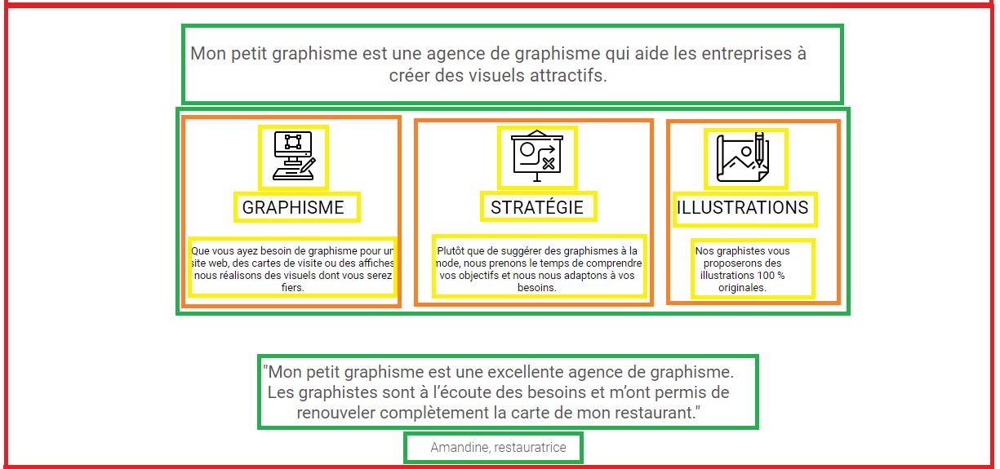 Mon petit graphisme est une agence de graphisme qui aide les entreprises à
créer des visuels attractifs.
GRAPHISME
Que vous ayez besoin de graphisme pour un
site web, des cartes de visite ou des affiches
nous réalisons des visuels dont vous serez
fiers.
STRATÉGIE
Plutôt que de suggérer des graphismes à la
mode, nous prenons le temps de comprendre
vos objectifs et nous nous adaptons à vos
besoins.
ILLUSTRATIONS
Nos graphistes vous
proposerons des
illustrations 100 %
originales.
"Mon petit graphisme est une excellente agence de graphisme.
Les graphistes sont à l’écoute des besoins et m’ont permis de
renouveler complètement la carte de mon restaurant."
Amandine, restauratrice